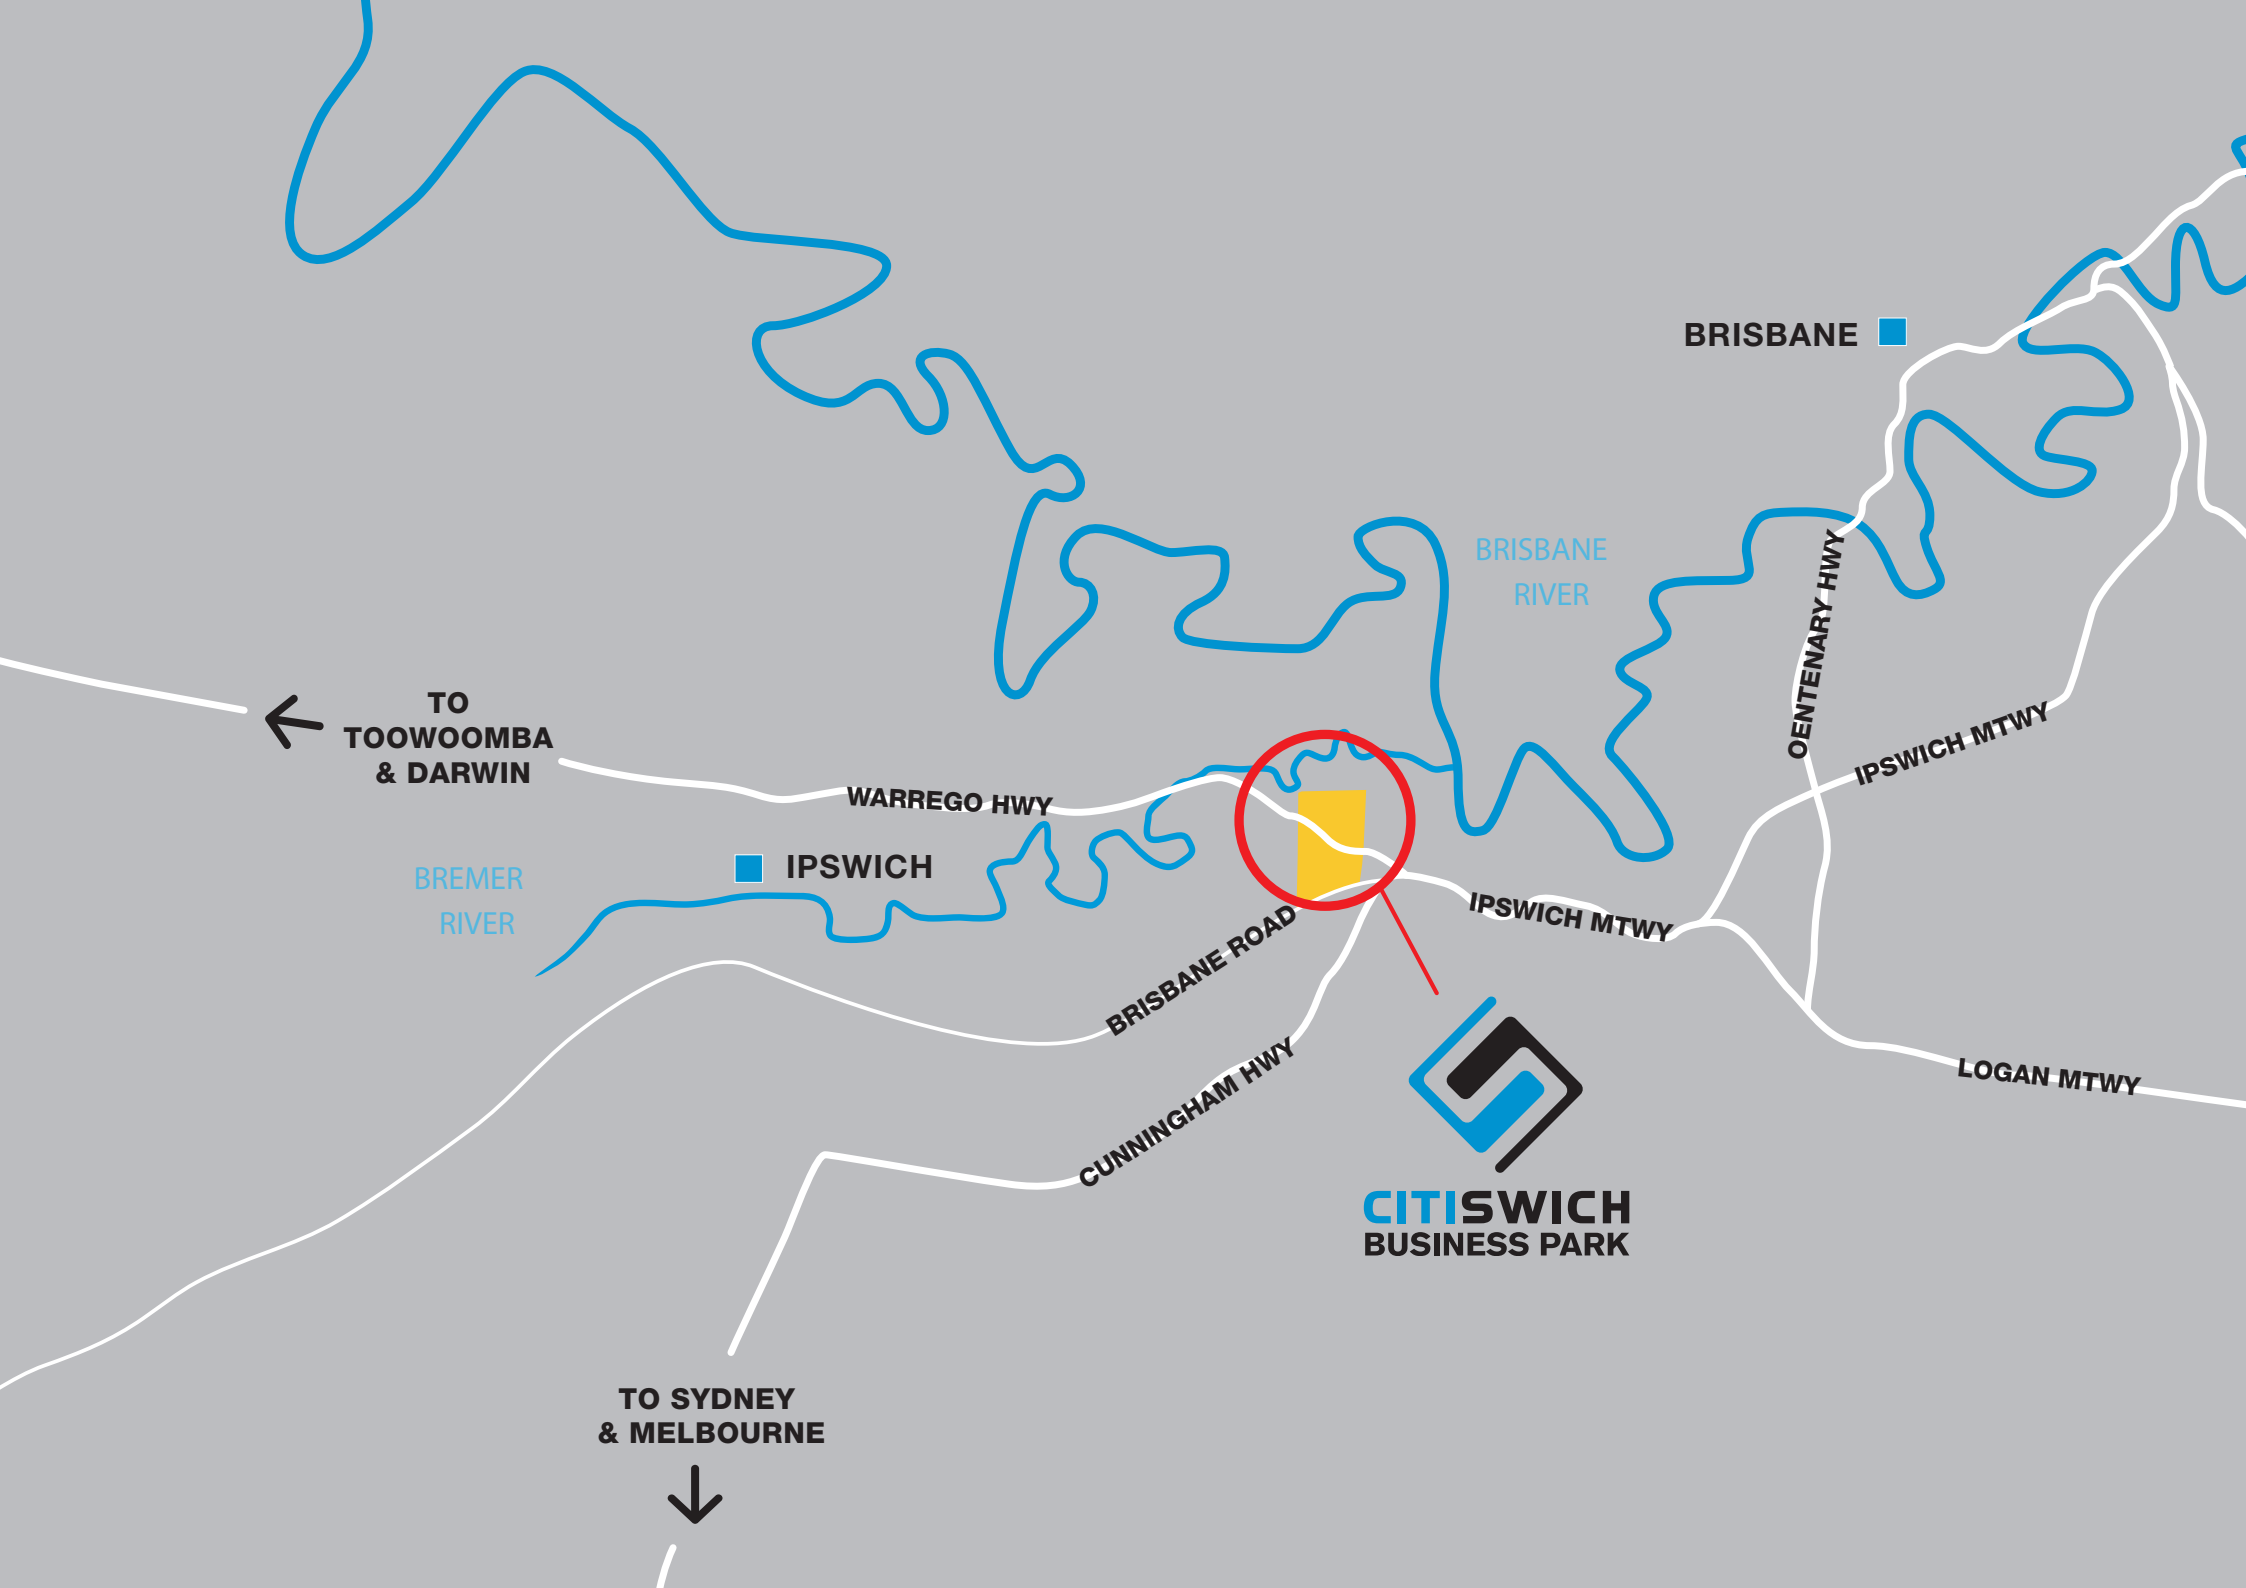 BRISBANE
BRISBANE
RIVER
OENTENARY HWY
TO
TOOWOOMBA
& DARWIN
IPSWICH MTWY
WARREGO HWY
IPSWICH
BREMER
RIVER
IPSWICH MTWY
BRISBANE ROAD
CUNNINGHAM HWY
LOGAN MTWY
CITISWICH
BUSINESS PARK
TO SYDNEY
& MELBOURNE